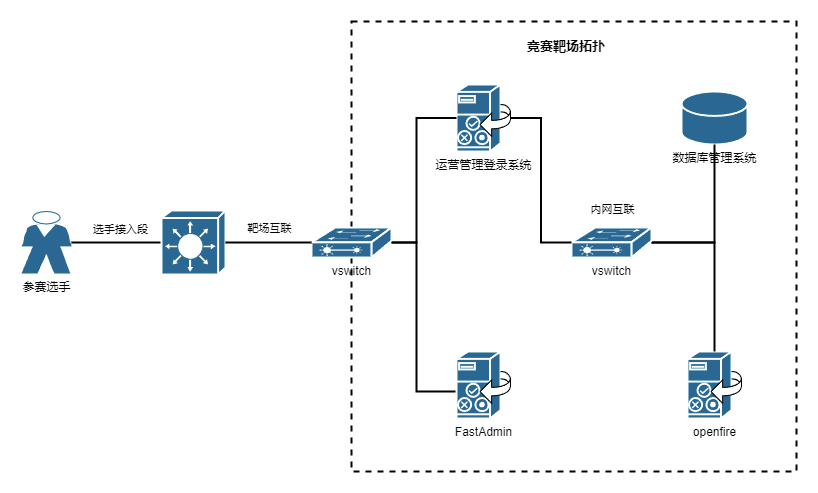 竞赛靶场拓扑
运营管理登录系统
数据库管理系统
内网互联
选手接入段
靶场互联
参赛选手
vswitch
vswitch
FastAdmin
openfire